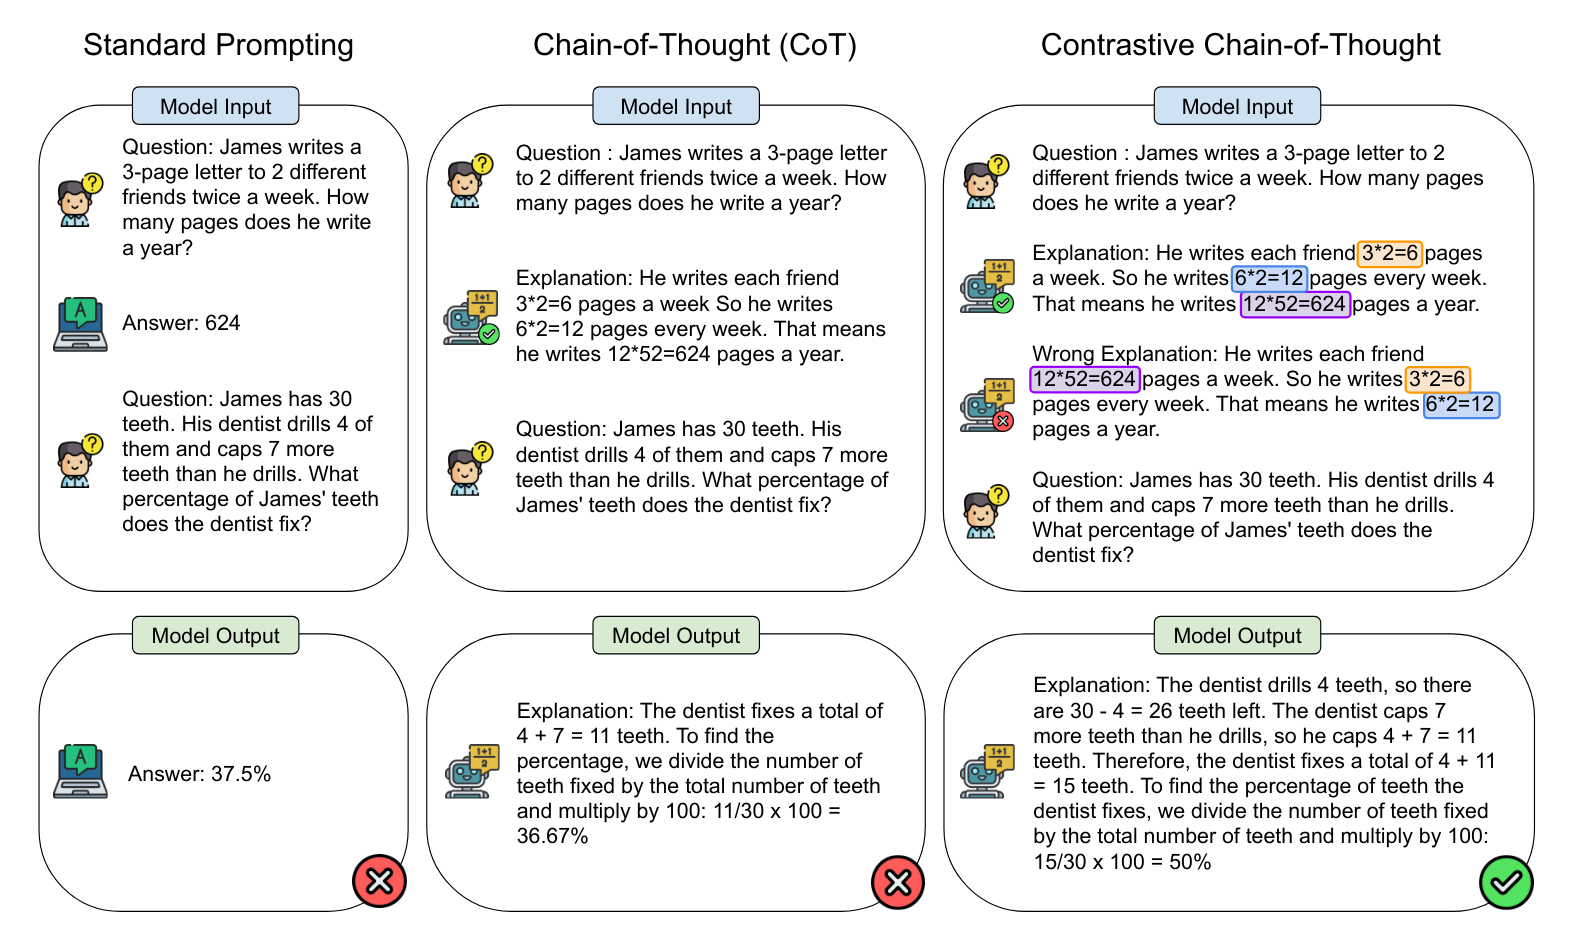 Standard Prompting
Model Input
Question: James writes a
3-page letter to 2 different
friends twice a week. How
many pages does he write
a year?
A
Answer: 624
Question: James has 30
teeth. His dentist drills 4 of
them and caps 7 more
teeth than he drills. What
percentage of James' teeth
does the dentist fix?
Model Output
A
Answer: 37.5%
Chain-of-Thought (CoT)
Model Input
Question : James writes a 3-page letter
to 2 different friends twice a week. How
many pages does he write a year?
1+1
2
Explanation: He writes each friend
3*2=6 pages a week So he writes
6*2=12 pages every week. That means
he writes 12*52=624 pages a year.
Question: James has 30 teeth. His
dentist drills 4 of them and caps 7 more
teeth than he drills. What percentage of
James' teeth does the dentist fix?
Model Output
1+1
2
Explanation: The dentist fixes a total of
4 + 7 = 11 teeth. To find the
percentage, we divide the number of
teeth fixed by the total number of teeth
and multiply by 100: 11/30 x 100 =
36.67%
Contrastive Chain-of-Thought
Model Input
Question : James writes a 3-page letter to 2
different friends twice a week. How many pages
does he write a year?
1+1
2
Explanation: He writes each friend 3*2=6 pages
a week. So he writes 6*2=12 pages every week.
That means he writes 12*52=624 pages a year.
1+1
2
Wrong Explanation: He writes each friend
12*52=624 pages a week. So he writes 3*2=6
pages every week. That means he writes 6*2=12
pages a year.
Question: James has 30 teeth. His dentist drills 4
of them and caps 7 more teeth than he drills.
What percentage of James' teeth does the
dentist fix?
Model Output
1+1
2
Explanation: The dentist drills 4 teeth, so there
are 30 - 4 = 26 teeth left. The dentist caps 7
more teeth than he drills, so he caps 4 + 7 = 11
teeth. Therefore, the dentist fixes a total of 4 + 11
= 15 teeth. To find the percentage of teeth the
dentist fixes, we divide the number of teeth fixed
by the total number of teeth and multiply by 100:
15/30 x 100 = 50%